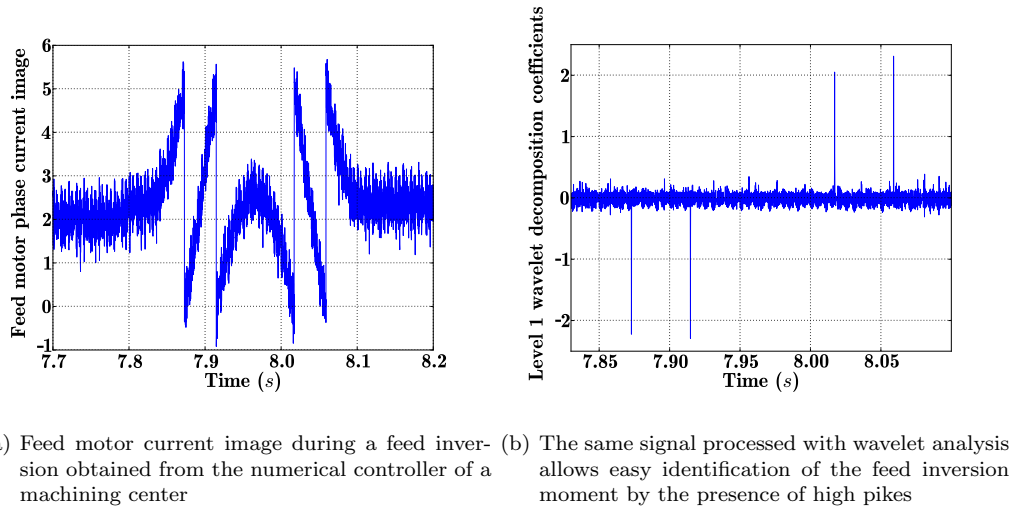 Feed motor phase current image
6
5
4
3
2
1
0
-1
7.7 7.8 7.9 8.0 8.1 8.2
Time (s)
Level 1 wavelet decomposition coefficients
2
1
0
-1
-2
7.85 7.90 7.95 8.00 8.05
Time (s)
) Feed motor current image during a feed inver-
sion obtained from the numerical controller of a
machining center
(b) The same signal processed with wavelet analysis
allows easy identification of the feed inversion
moment by the presence of high pikes